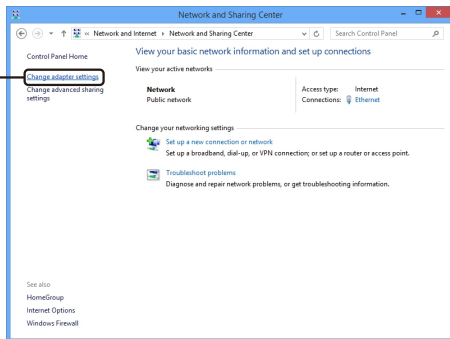 Network and Sharing Center
« Network and Internet ▸ Network and Sharing Center
Search Control Panel
Control Panel Home
View your basic network information and set up connections
View your active networks
Change adapter settings
Change advanced sharing
settings
Network
Public network
Access type: Internet
Connections: Ethernet
Change your networking settings
Set up a new connection or network
Set up a broadband, dial-up, or VPN connection; or set up a router or access point.
Troubleshoot problems
Diagnose and repair network problems, or get troubleshooting information.
See also
HomeGroup
Internet Options
Windows Firewall